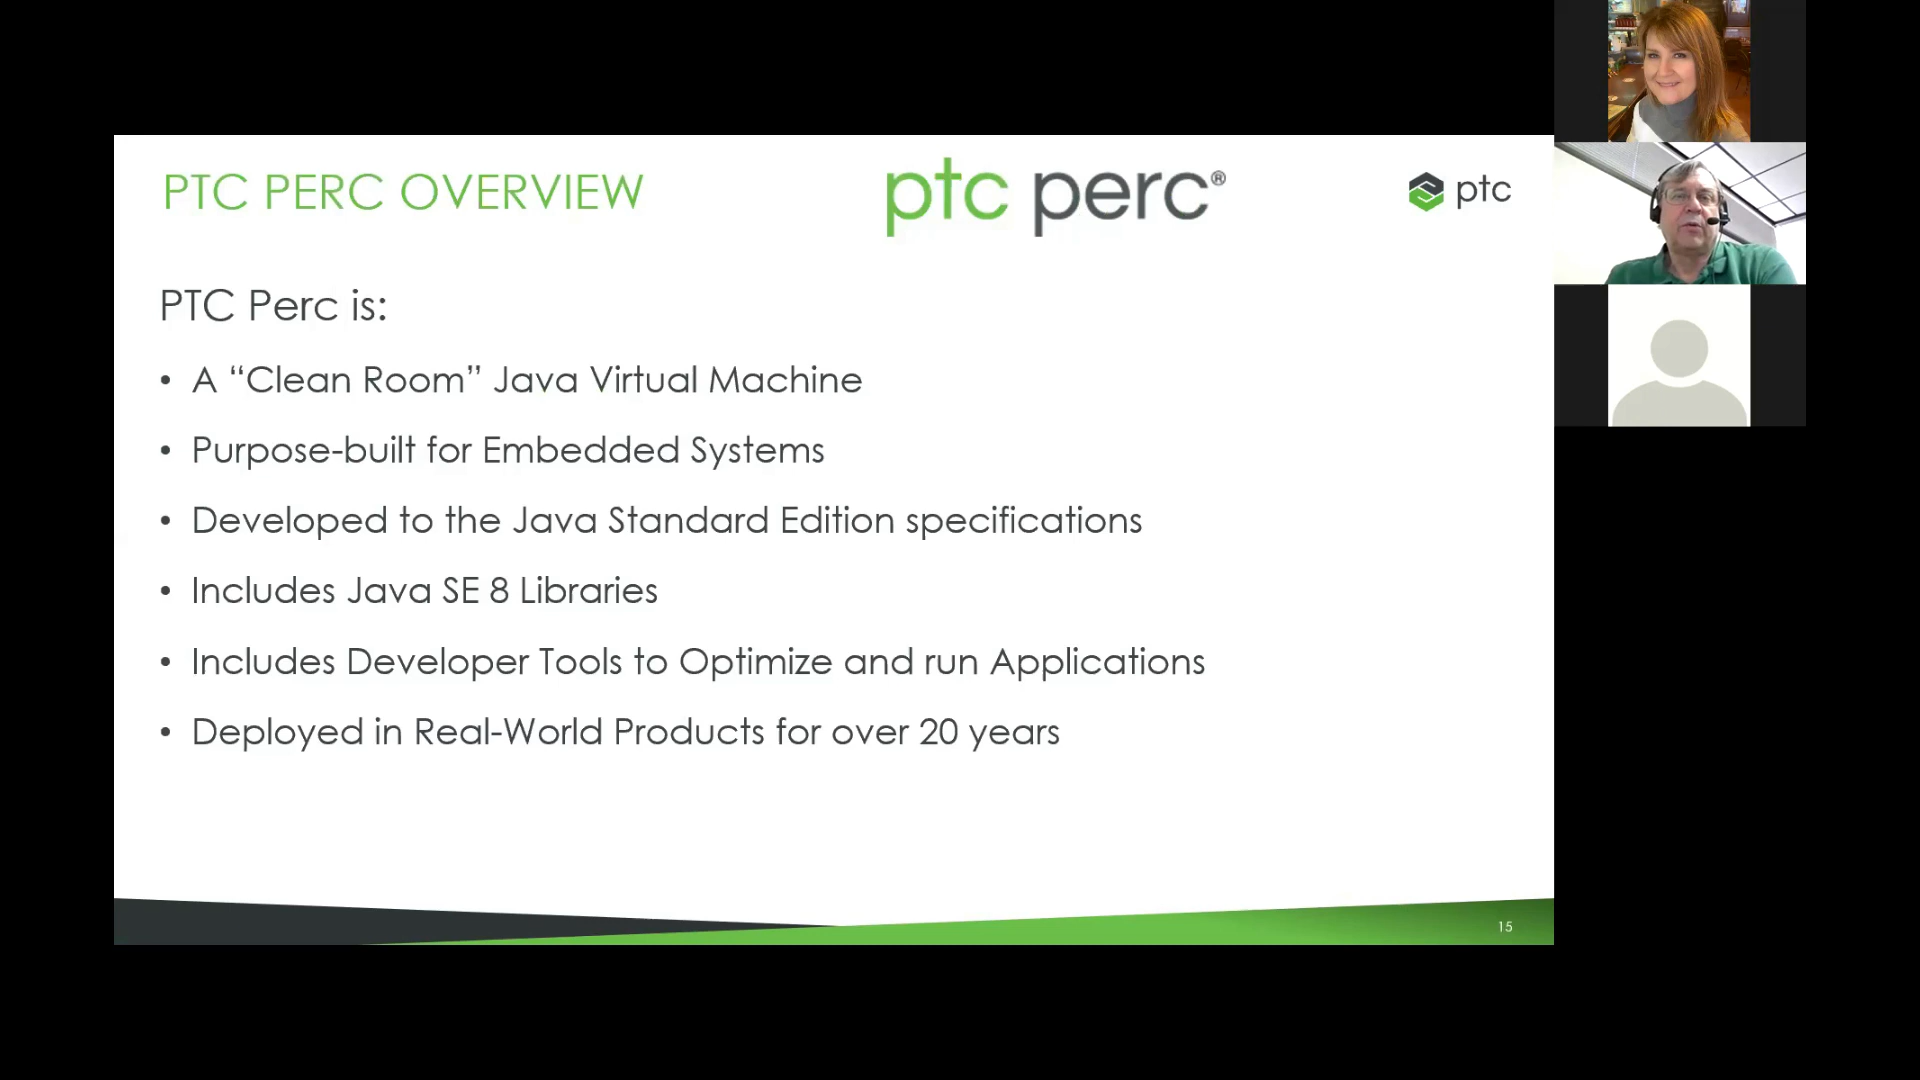 PTC PERC OVERVIEW
ptc perc®
ptc
PTC Perc is:
• A “Clean Room” Java Virtual Machine
• Purpose-built for Embedded Systems
• Developed to the Java Standard Edition specifications
• Includes Java SE 8 Libraries
• Includes Developer Tools to Optimize and run Applications
• Deployed in Real-World Products for over 20 years
15